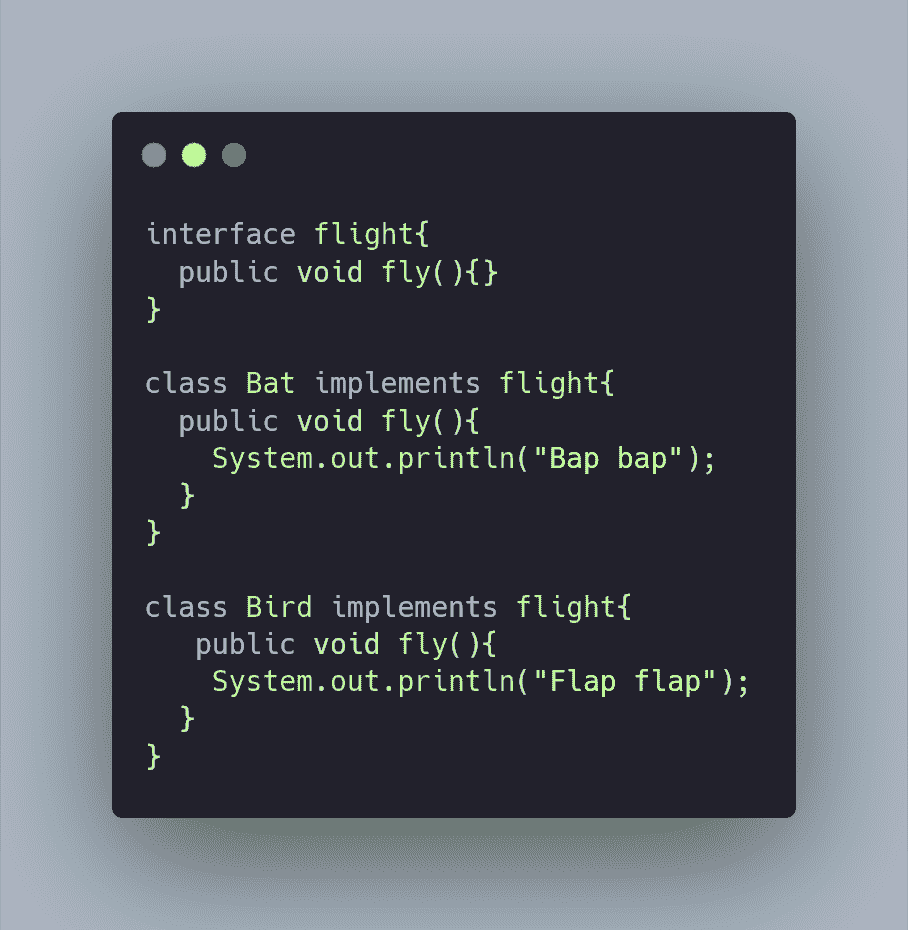 interface flight{
  public void fly(){}
}
class Bat implements flight{
  public void fly(){
    System.out.println("Bap bap");
  }
}
class Bird implements flight{
   public void fly(){
    System.out.println("Flap flap");
  }
}